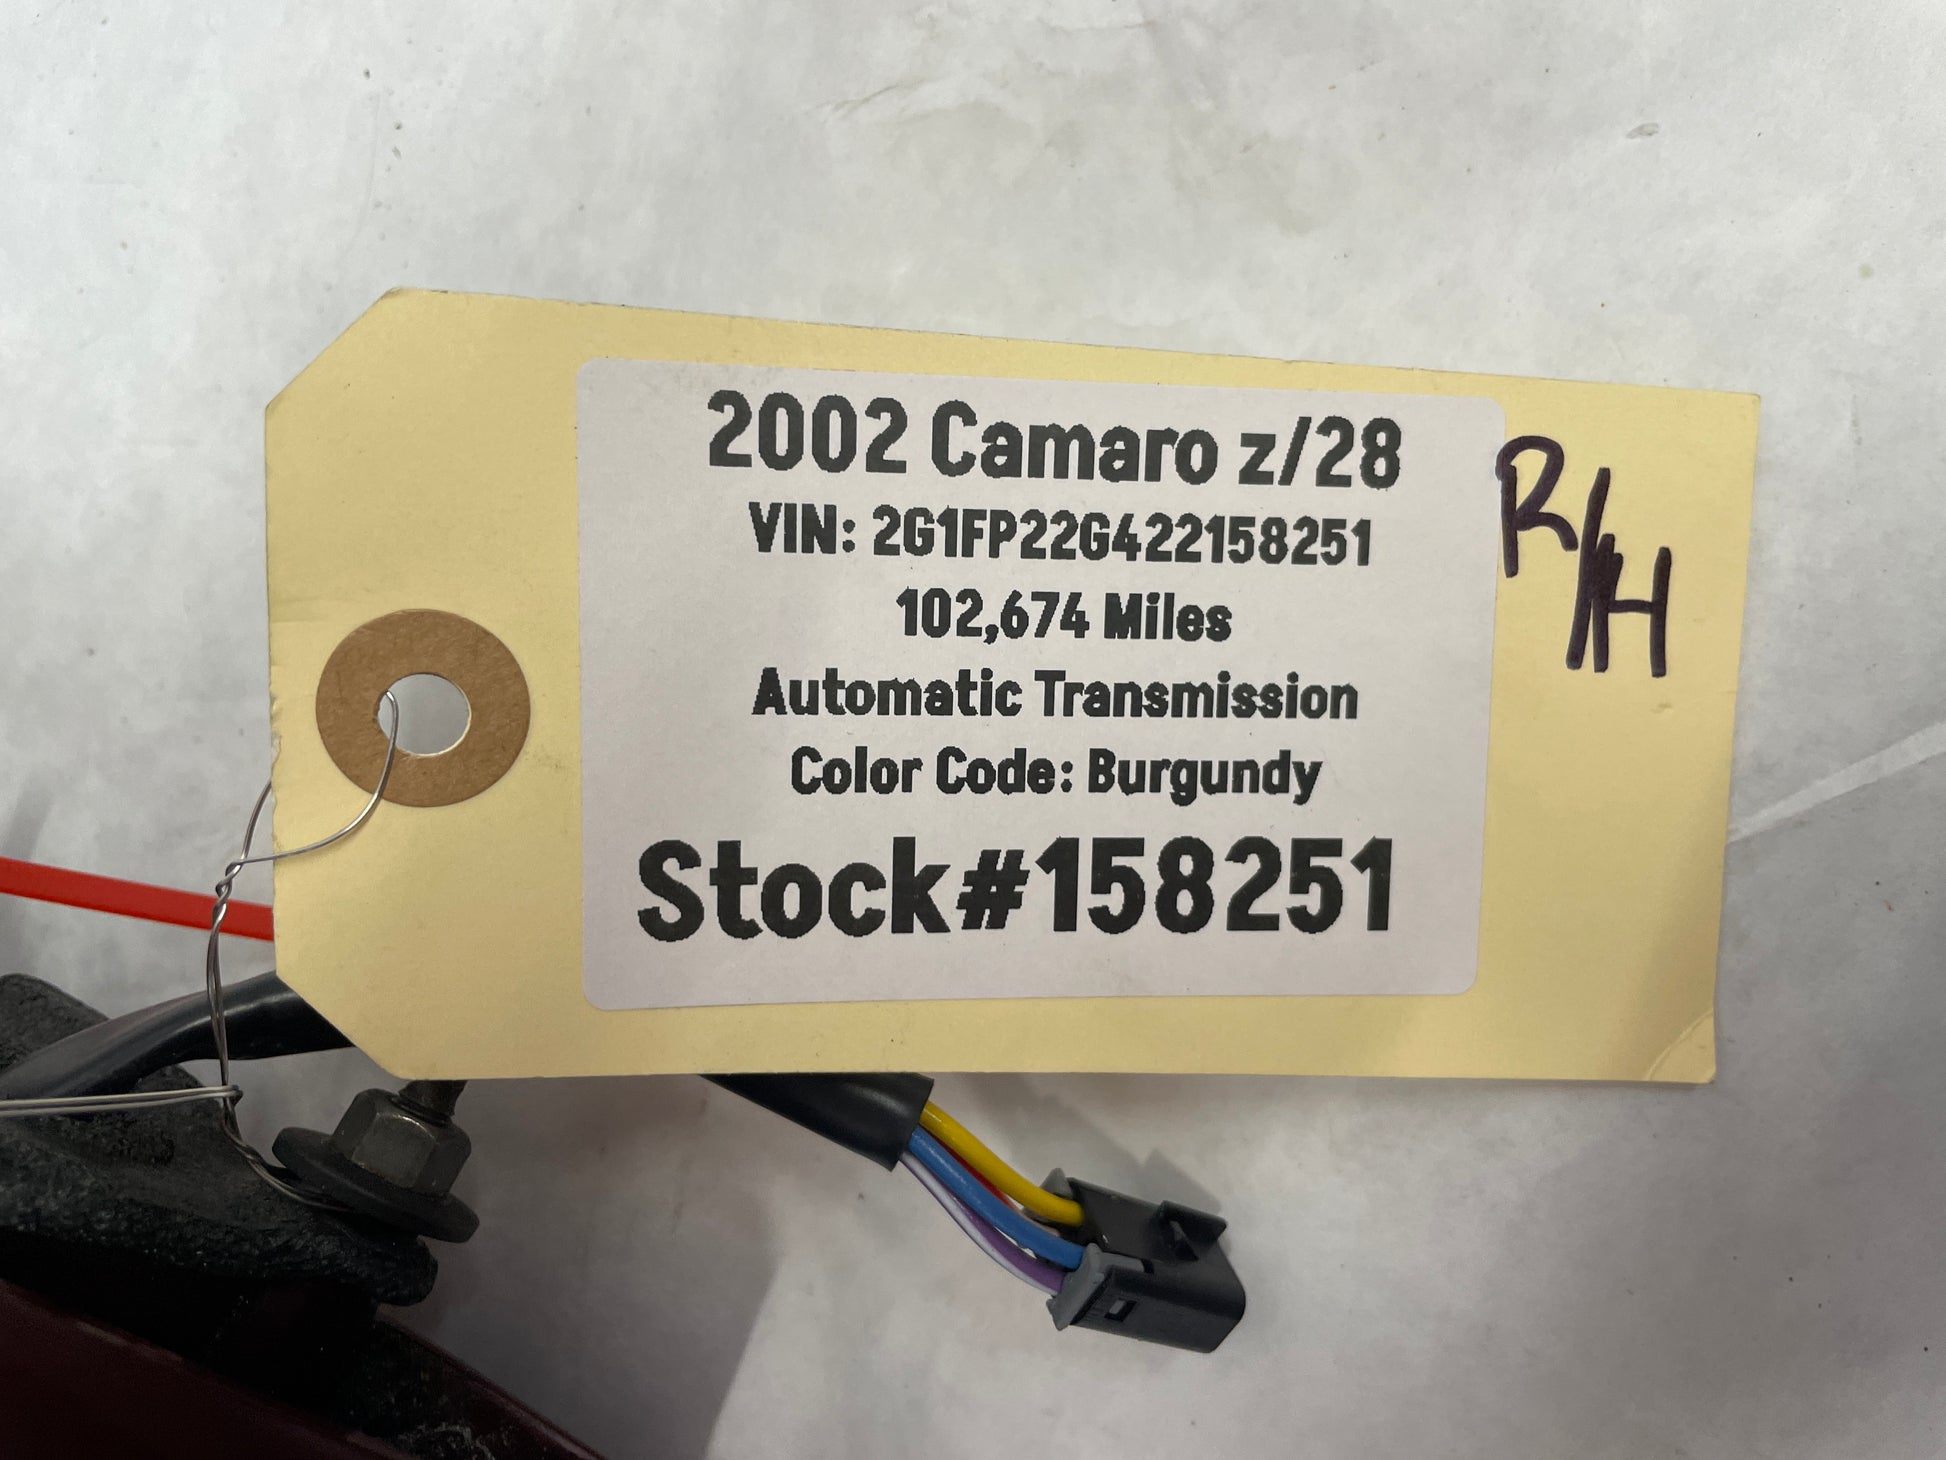 2002 Camaro z/28
VIN: 2G1FP22G422158251
102,674 Miles
Automatic Transmission
Color Code: Burgundy
Stock#158251
R/H